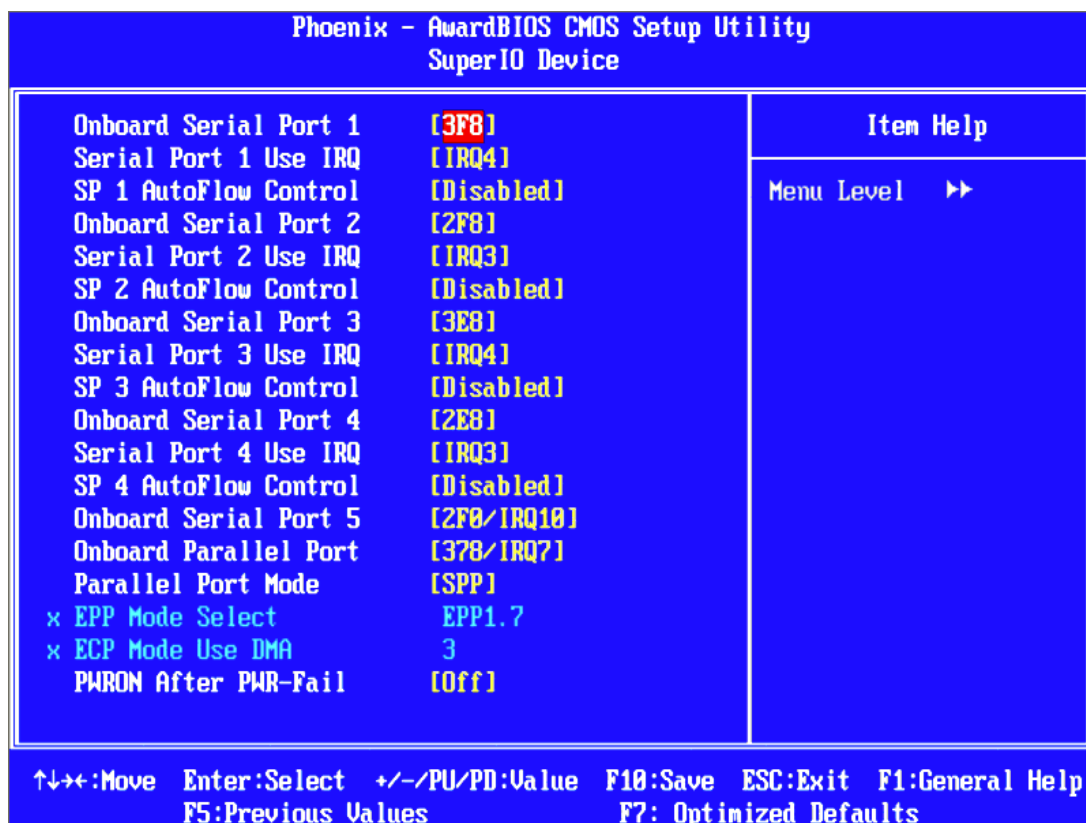 Phoenix - AwardBIOS CMOS Setup Utility
SuperIO Device
Onboard Serial Port 1 [3F8]
Serial Port 1 Use IRQ [IRQ4]
SP 1 AutoFlow Control [Disabled]
Onboard Serial Port 2 [2F8]
Serial Port 2 Use IRQ [IRQ3]
SP 2 AutoFlow Control [Disabled]
Onboard Serial Port 3 [3E8]
Serial Port 3 Use IRQ [IRQ4]
SP 3 AutoFlow Control [Disabled]
Onboard Serial Port 4 [2E8]
Serial Port 4 Use IRQ [IRQ3]
SP 4 AutoFlow Control [Disabled]
Onboard Serial Port 5 [2F0/IRQ10]
Onboard Parallel Port [378/IRQ7]
Parallel Port Mode [SPP]
x EPP Mode Select EPP1.7
x ECP Mode Use DMA 3
PWRON After PWR-Fail [Off]
Item Help
Menu Level ▶▶
↑↓→←:Move Enter:Select +/-/PU/PD:Value F10:Save ESC:Exit F1:General Help
F5:Previous Values F7: Optimized Defaults